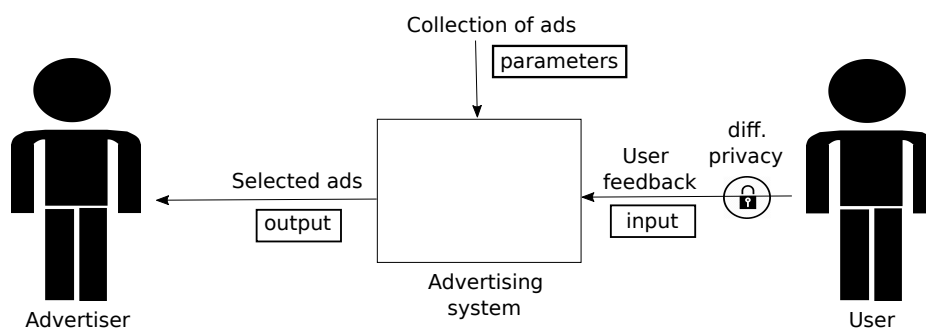 Collection of ads
parameters
diff.
privacy
User
feedback
input
Selected ads
output
Advertising
system
Advertiser
User